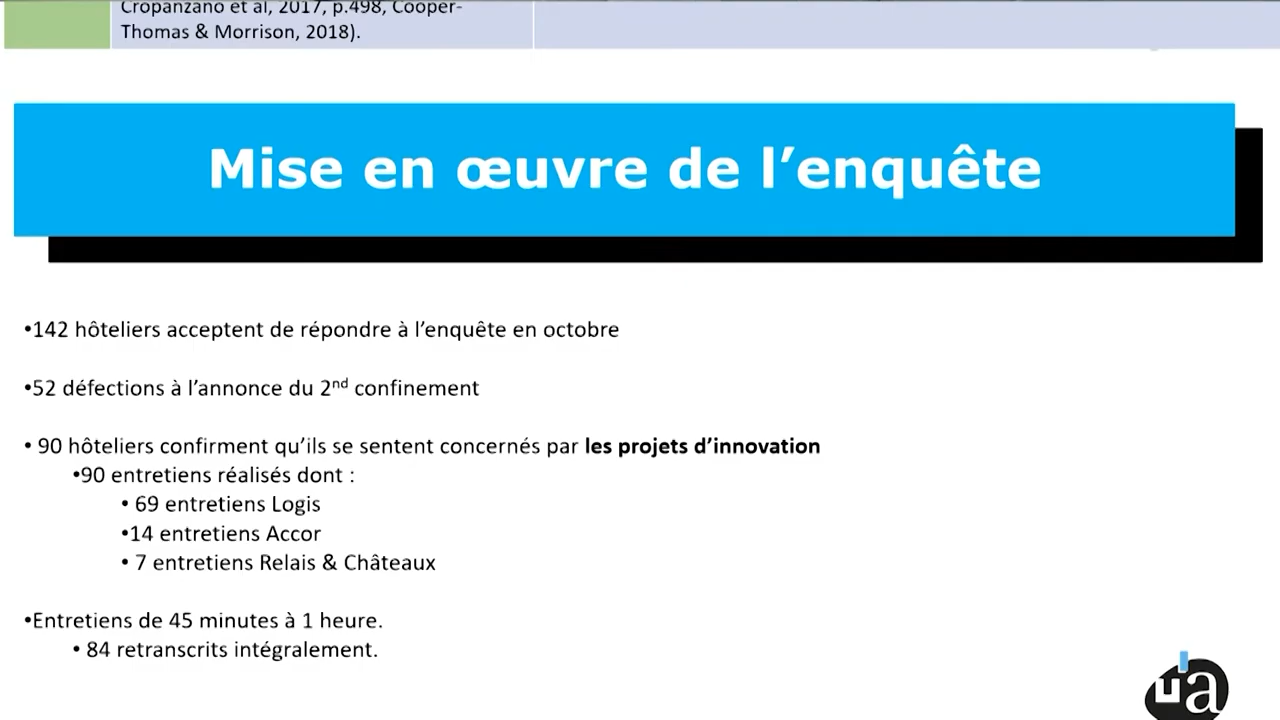 Cropanzano et al, 2017, p.498, Cooper-
Thomas & Morrison, 2018).
Mise en œuvre de l’enquête
•142 hôteliers acceptent de répondre à l’enquête en octobre
•52 défections à l’annonce du 2nd confinement
• 90 hôteliers confirment qu’ils se sentent concernés par les projets d’innovation
•90 entretiens réalisés dont :
• 69 entretiens Logis
•14 entretiens Accor
• 7 entretiens Relais & Châteaux
•Entretiens de 45 minutes à 1 heure.
• 84 retranscrits intégralement.
ua